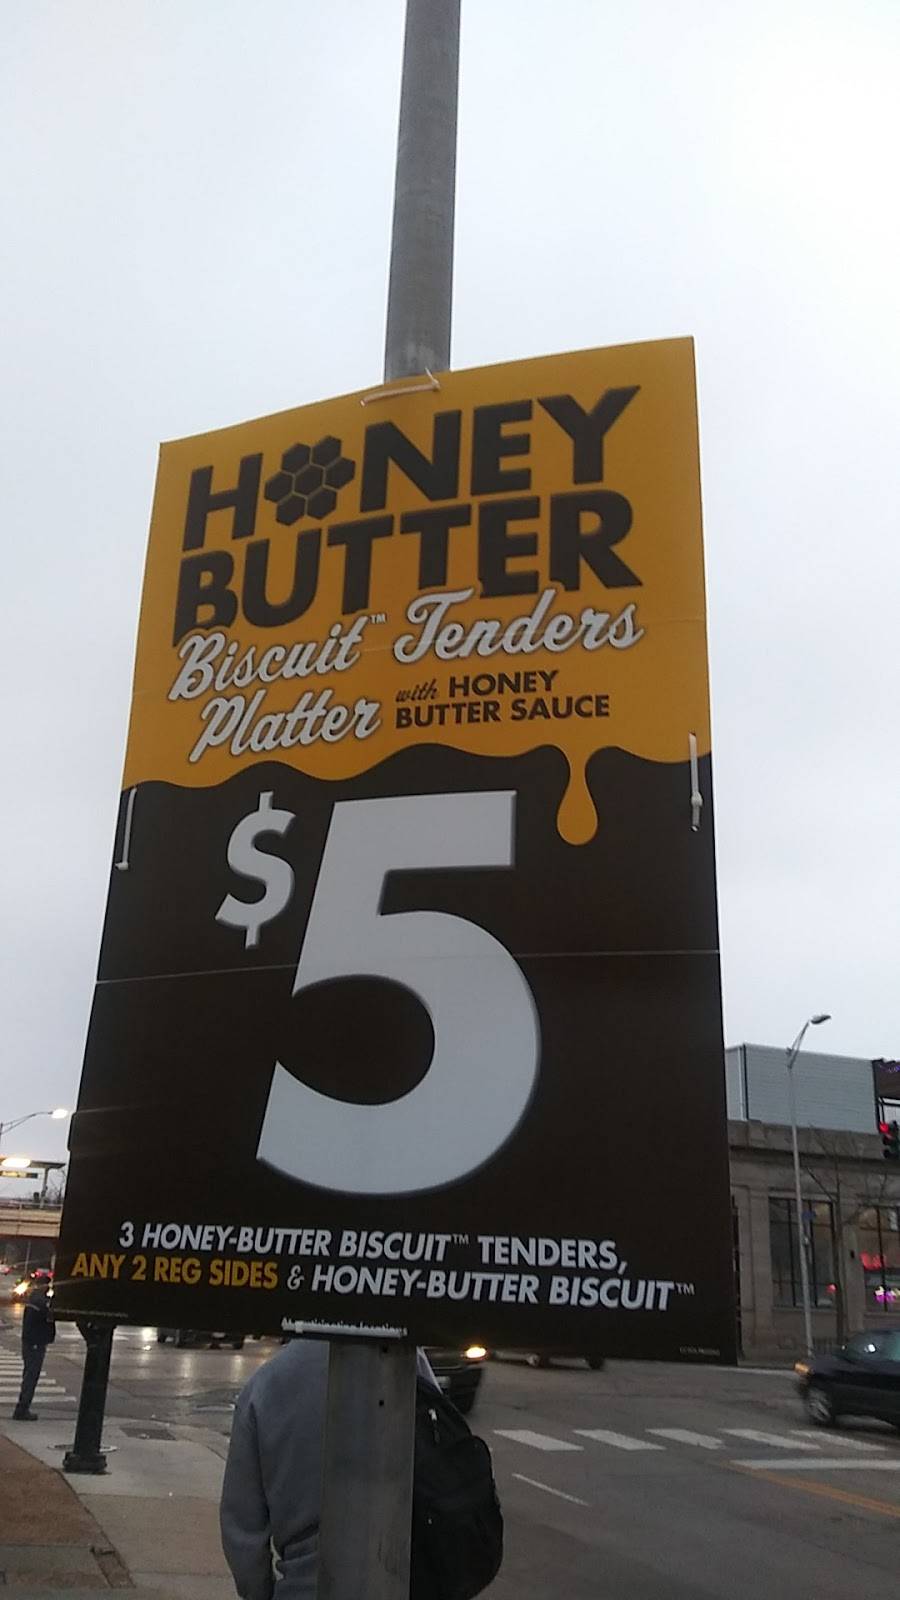 HONEY
BUTTER
Biscuit™ Tenders
Platter with HONEY
BUTTER SAUCE
$5
3 HONEY-BUTTER BISCUIT™ TENDERS,
ANY 2 REG SIDES & HONEY-BUTTER BISCUIT™